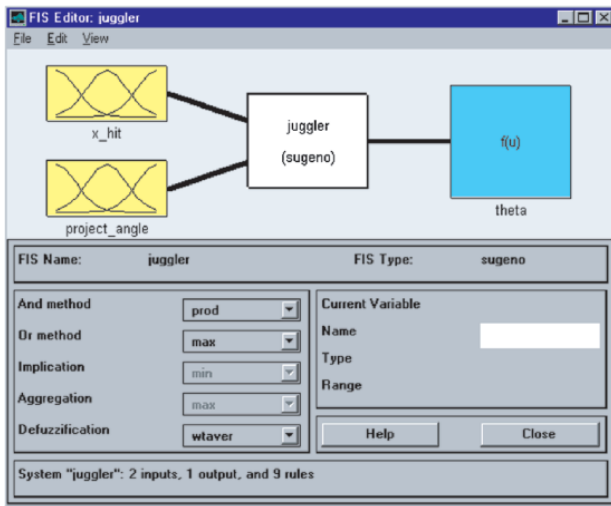 FIS Editor: juggler
File Edit View
x_hit
project_angle
juggler
(sugeno)
f(u)
theta
FIS Name: juggler FIS Type: sugeno
And method prod
Or method max
Implication min
Aggregation max
Defuzzification wtaver
Current Variable
Name
Type
Range
Help Close
System "juggler": 2 inputs, 1 output, and 9 rules